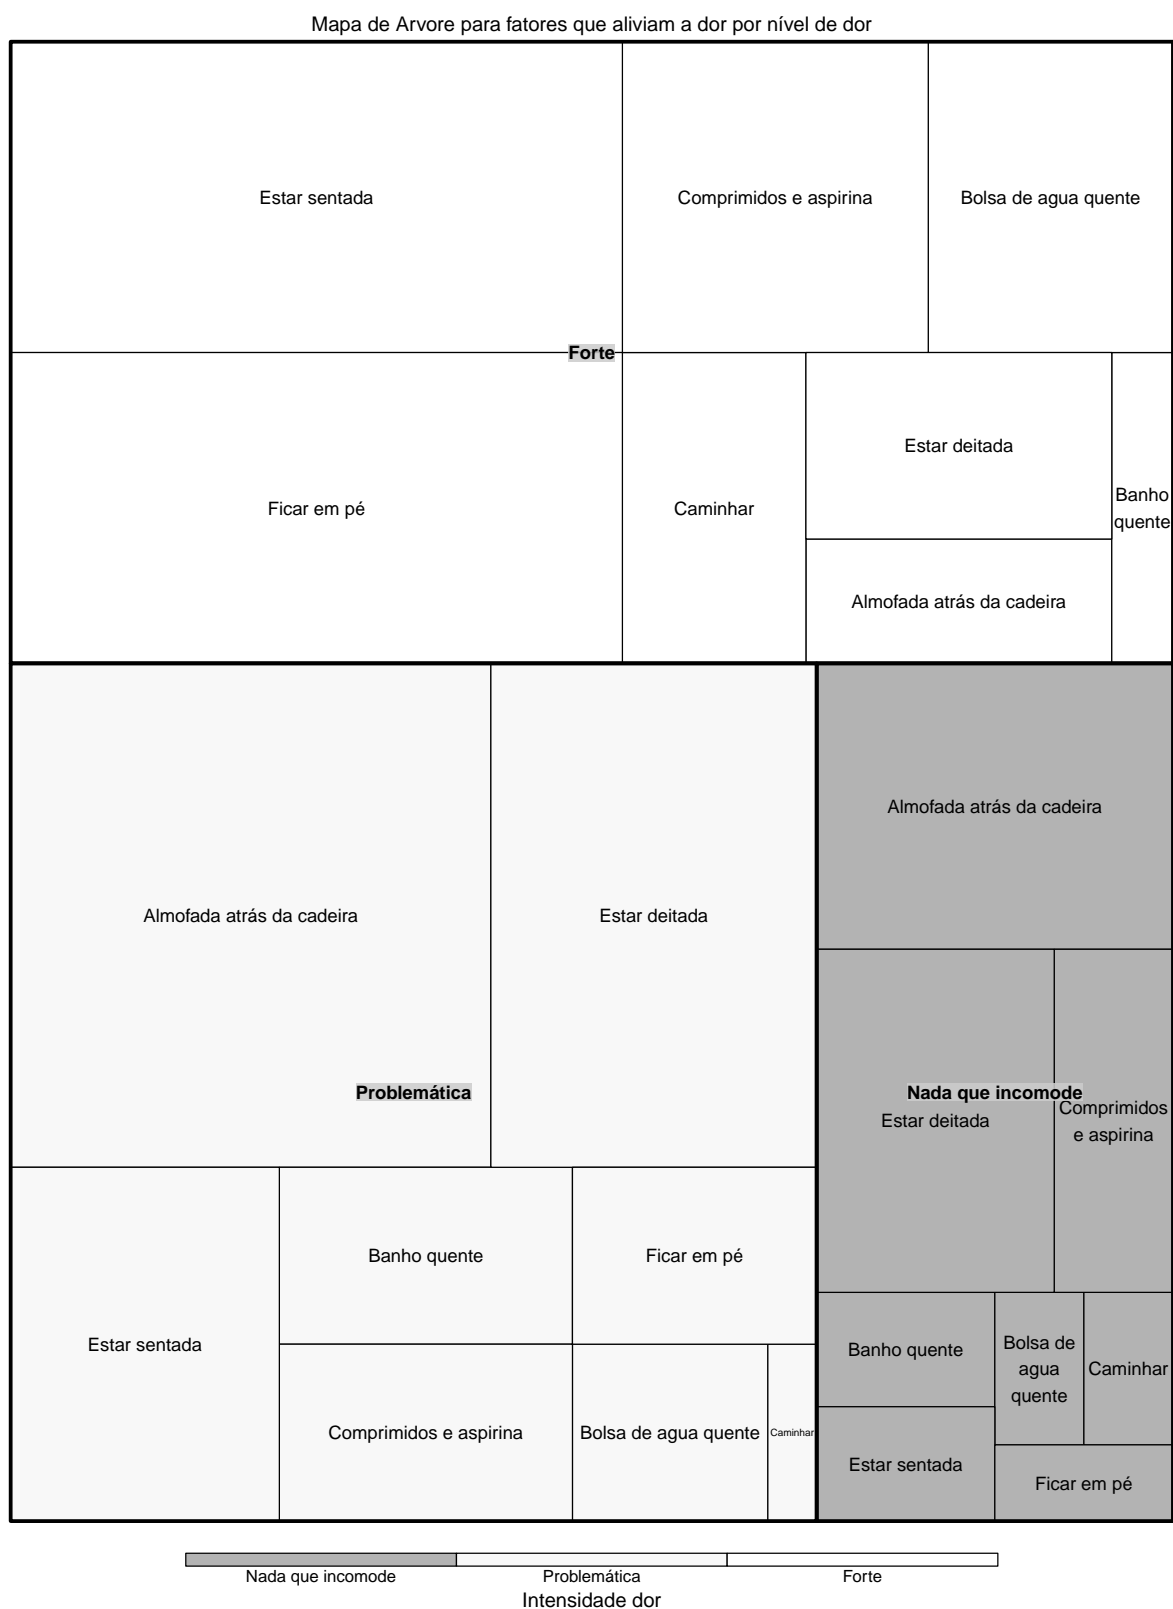 Mapa de Arvore para fatores que aliviam a dor por nível de dor
Estar sentada
Comprimidos e aspirina
Bolsa de agua quente
Forte
Ficar em pé
Caminhar
Estar deitada
Almofada atrás da cadeira
Banho
quente
Almofada atrás da cadeira
Estar deitada
Problemática
Estar sentada
Banho quente
Ficar em pé
Comprimidos e aspirina
Bolsa de agua quente
Caminhar
Almofada atrás da cadeira
Nada que incomode
Estar deitada
Comprimidos
e aspirina
Banho quente
Bolsa de
agua
quente
Caminhar
Estar sentada
Ficar em pé
Nada que incomode
Problemática
Forte
Intensidade dor